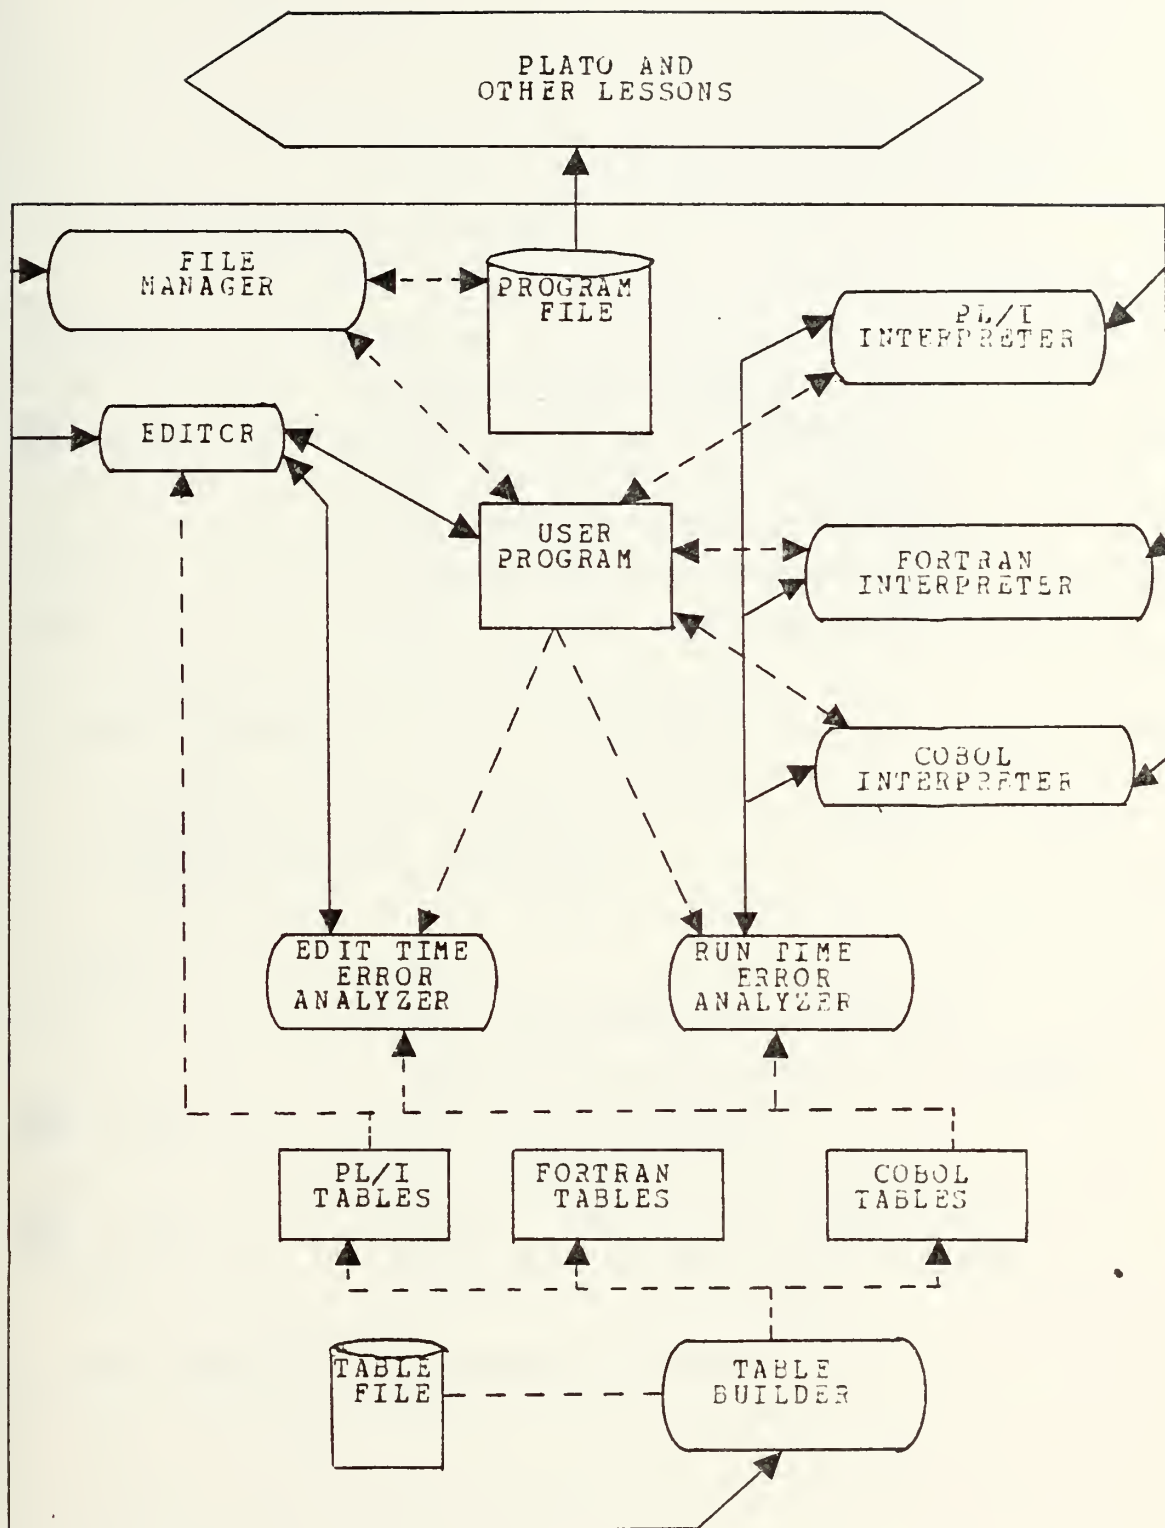 PLATO AND
OTHER LESSONS
FILE
MANAGER
PROGRAM
FILE
PL/I
INTERPRETER
EDITCR
USER
PROGRAM
FORTRAN
INTERPRETER
COBOL
INTERPRETER
EDIT TIME
ERROR
ANALYZER
RUN TIME
ERROR
ANALYZER
PL/I
TABLES
FORTRAN
TABLES
COBOL
TABLES
TABLE
FILE
TABLE
BUILDER